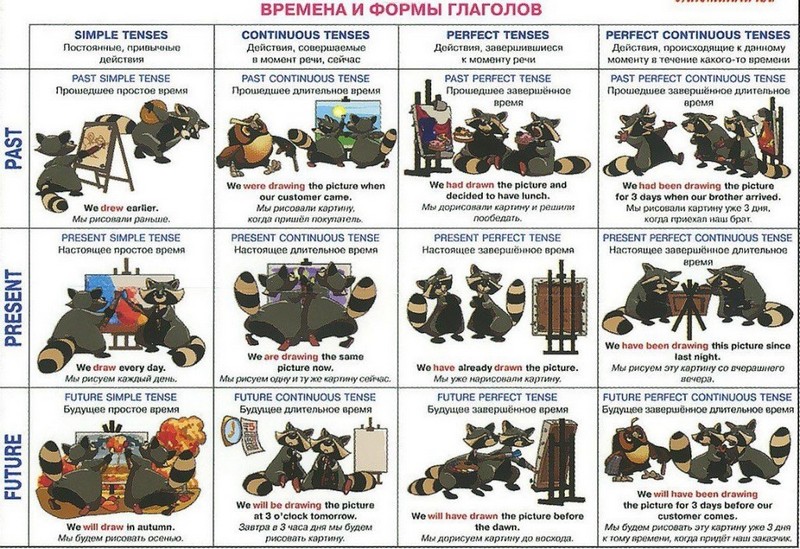 ВРЕМЕНА И ФОРМЫ ГЛАГОЛОВ
SIMPLE TENSES
Постоянные, привычные
действия
CONTINUOUS TENSES
Действия, совершаемые
в момент речи, сейчас
PERFECT TENSES
Действия, завершившиеся
к моменту речи
PERFECT CONTINUOUS TENSES
Действия, происходящие к данному
моменту в течение какого-то времени
PAST
PAST SIMPLE TENSE
Прошедшее простое время
We drew earlier.
Мы рисовали раньше.
PAST CONTINUOUS TENSE
Прошедшее длительное время
We were drawing the picture when
our customer came.
Мы рисовали картину,
когда пришёл покупатель.
PAST PERFECT TENSE
Прошедшее завершённое
время
We had drawn the picture and
decided to have lunch.
Мы дорисовали картину и решили
пообедать.
PAST PERFECT CONTINUOUS TENSE
Прошедшее завершённое длительное
время
We had been drawing the picture
for 3 days when our brother arrived.
Мы рисовали картину уже 3 дня,
когда приехал наш брат.
PRESENT
PRESENT SIMPLE TENSE
Настоящее простое время
We draw every day.
Мы рисуем каждый день.
PRESENT CONTINUOUS TENSE
Настоящее длительное время
We are drawing the same
picture now.
Мы рисуем одну и ту же картину сейчас.
PRESENT PERFECT TENSE
Настоящее завершённое время
We have already drawn the picture.
Мы уже нарисовали картину.
PRESENT PERFECT CONTINUOUS TENSE
Настоящее завершённое длительное
время
We have been drawing this picture since
last night.
Мы рисуем эту картину со вчерашнего
вечера.
FUTURE
FUTURE SIMPLE TENSE
Будущее простое время
We will draw in autumn.
Мы будем рисовать осенью.
FUTURE CONTINUOUS TENSE
Будущее длительное время
We will be drawing the picture
at 3 o'clock tomorrow.
Завтра в 3 часа дня мы будем
рисовать картину.
FUTURE PERFECT TENSE
Будущее завершённое время
We will have drawn the picture before
the dawn.
Мы дорисуем картину до восхода.
FUTURE PERFECT CONTINUOUS TENSE
Будущее завершённое длительное время
We will have been drawing
the picture for 3 days before our
customer comes.
Мы будем рисовать эту картину уже 3 дня
к тому времени, когда придёт наш заказчик.